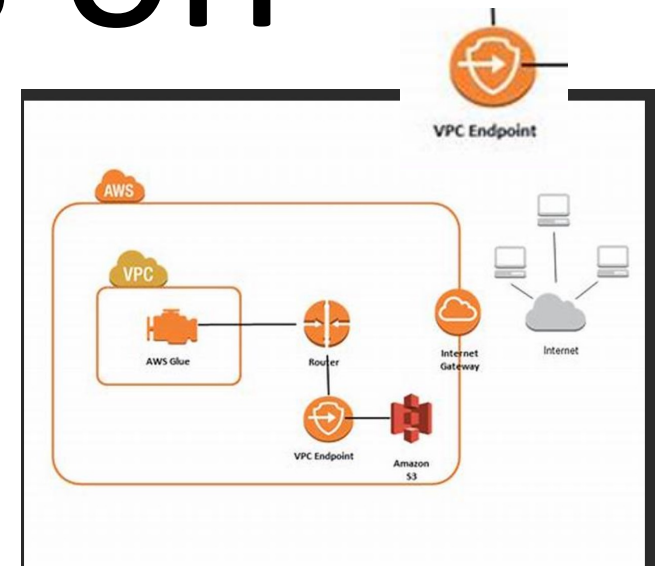 VPC Endpoint
AWS
VPC
AWS Glue
Router
Internet
Gateway
Internet
VPC Endpoint
Amazon
S3